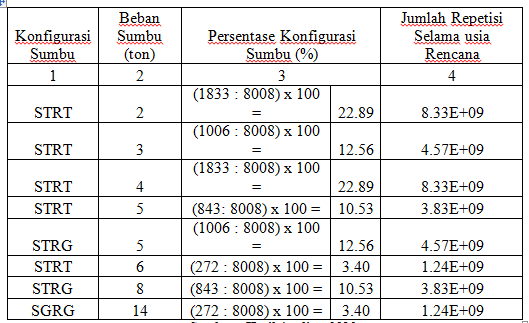 Konfigurasi Sumbu
Beban Sumbu (ton)
Persentase Konfigurasi Sumbu (%)
Jumlah Repetisi Selama usia Rencana
1 2 3 4
STRT 2 (1833 : 8008) x 100 = 22.89 8.33E+09
STRT 3 (1006 : 8008) x 100 = 12.56 4.57E+09
STRT 4 (1833 : 8008) x 100 = 22.89 8.33E+09
STRT 5 (843: 8008) x 100 = 10.53 3.83E+09
STRG 5 (1006 : 8008) x 100 = 12.56 4.57E+09
STRT 6 (272 : 8008) x 100 = 3.40 1.24E+09
STRG 8 (843 : 8008) x 100 = 10.53 3.83E+09
SGRG 14 (272 : 8008) x 100 = 3.40 1.24E+09